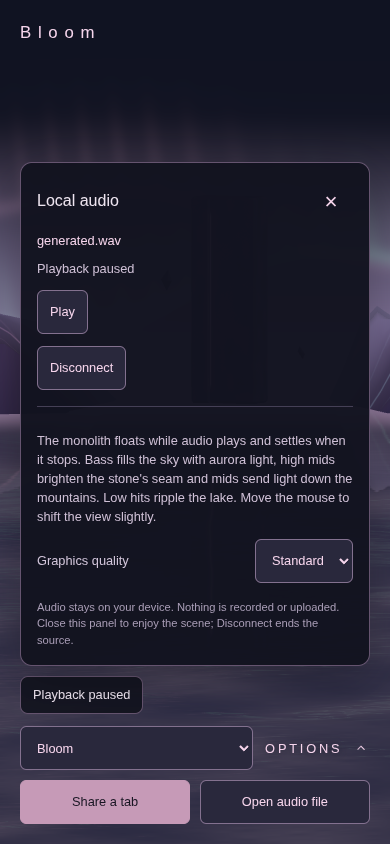 Bloom
Local audio
generated.wav
Playback paused
Play
Disconnect
The monolith floats while audio plays and settles when
it stops. Bass fills the sky with aurora light, high mids
brighten the stone's seam and mids send light down the
mountains. Low hits ripple the lake. Move the mouse to
shift the view slightly.
Graphics quality
Standard
Audio stays on your device. Nothing is recorded or uploaded.
Close this panel to enjoy the scene; Disconnect ends the
source.
Playback paused
Bloom
OPTIONS
Share a tab
Open audio file